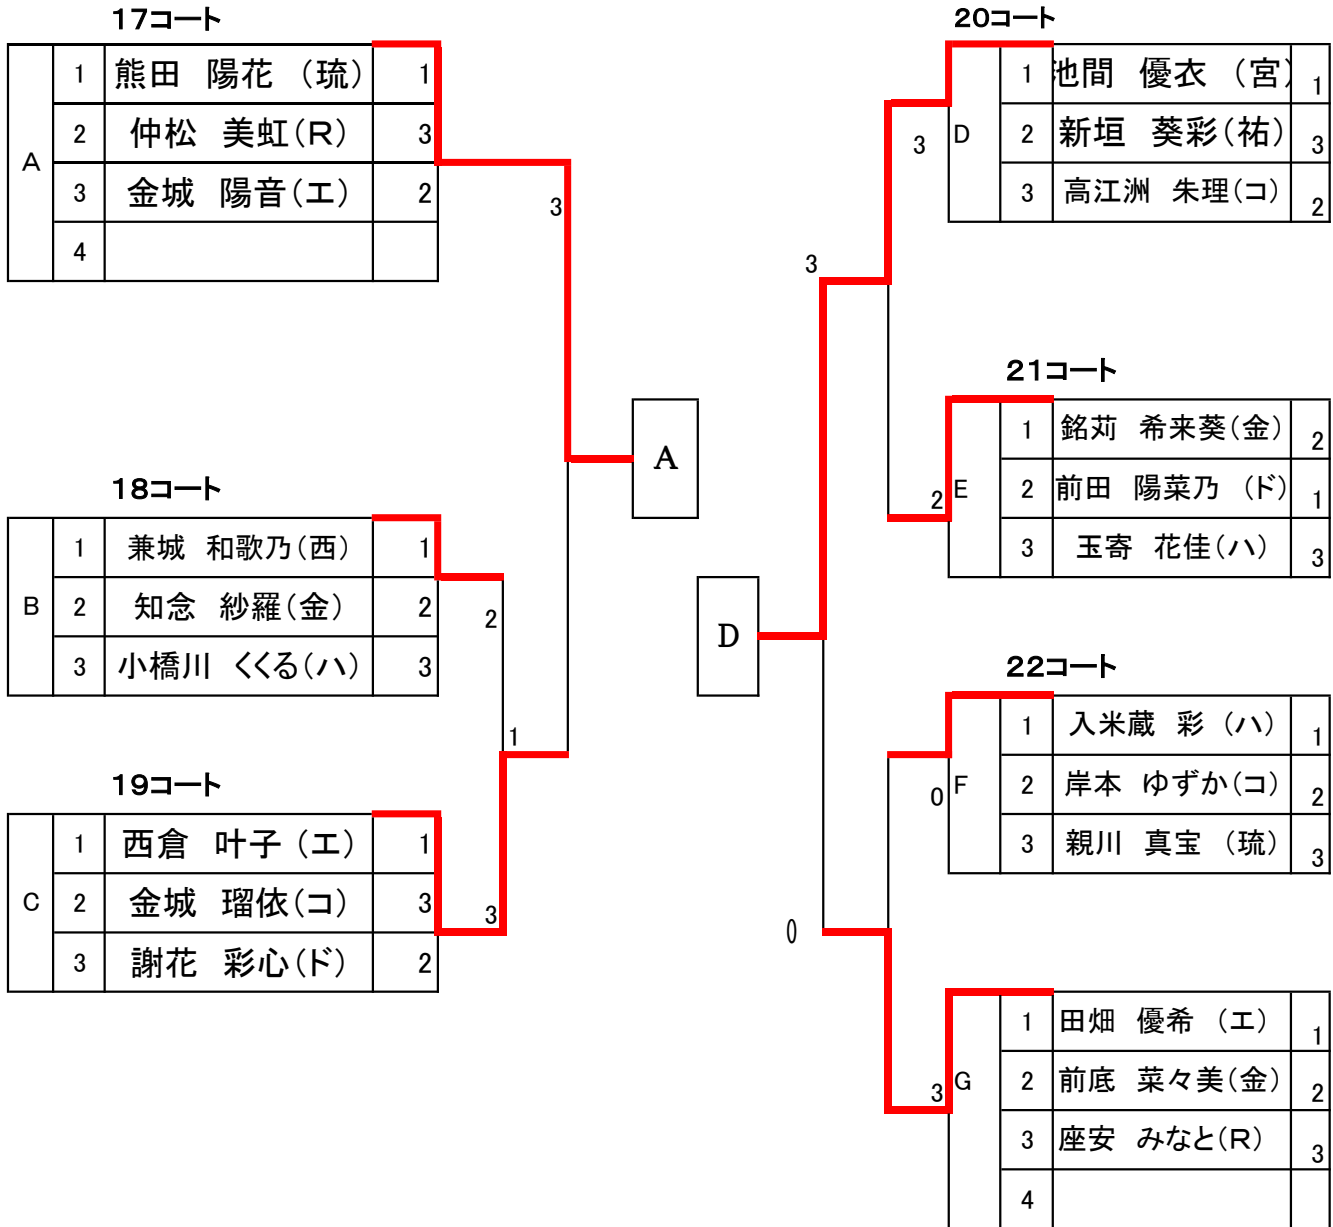 17コート
A
1 熊田 陽花 （琉） 1
2 仲松 美虹(R) 3
3 金城 陽音(エ) 2
4
3
18コート
B
1 兼城 和歌乃(西) 1
2 知念 紗羅(金) 2
3 小橋川 くくる(ハ) 3
2
1
19コート
C
1 西倉 叶子 (エ) 1
2 金城 瑠依(コ) 3
3 謝花 彩心(ド) 2
3
A
D
20コート
D
1 池間 優衣 （宮） 1
2 新垣 葵彩(祐) 3
3 高江洲 朱理(コ) 2
3
3
21コート
E
1 銘苅 希来葵(金) 2
2 前田 陽菜乃 （ド） 1
3 玉寄 花佳(ハ) 3
2
22コート
F
1 入米蔵 彩 （ハ） 1
2 岸本 ゆずか(コ) 2
3 親川 真宝 （琉） 3
0
0
G
1 田畑 優希 （エ） 1
2 前底 菜々美(金) 2
3 座安 みなと(R) 3
4
3